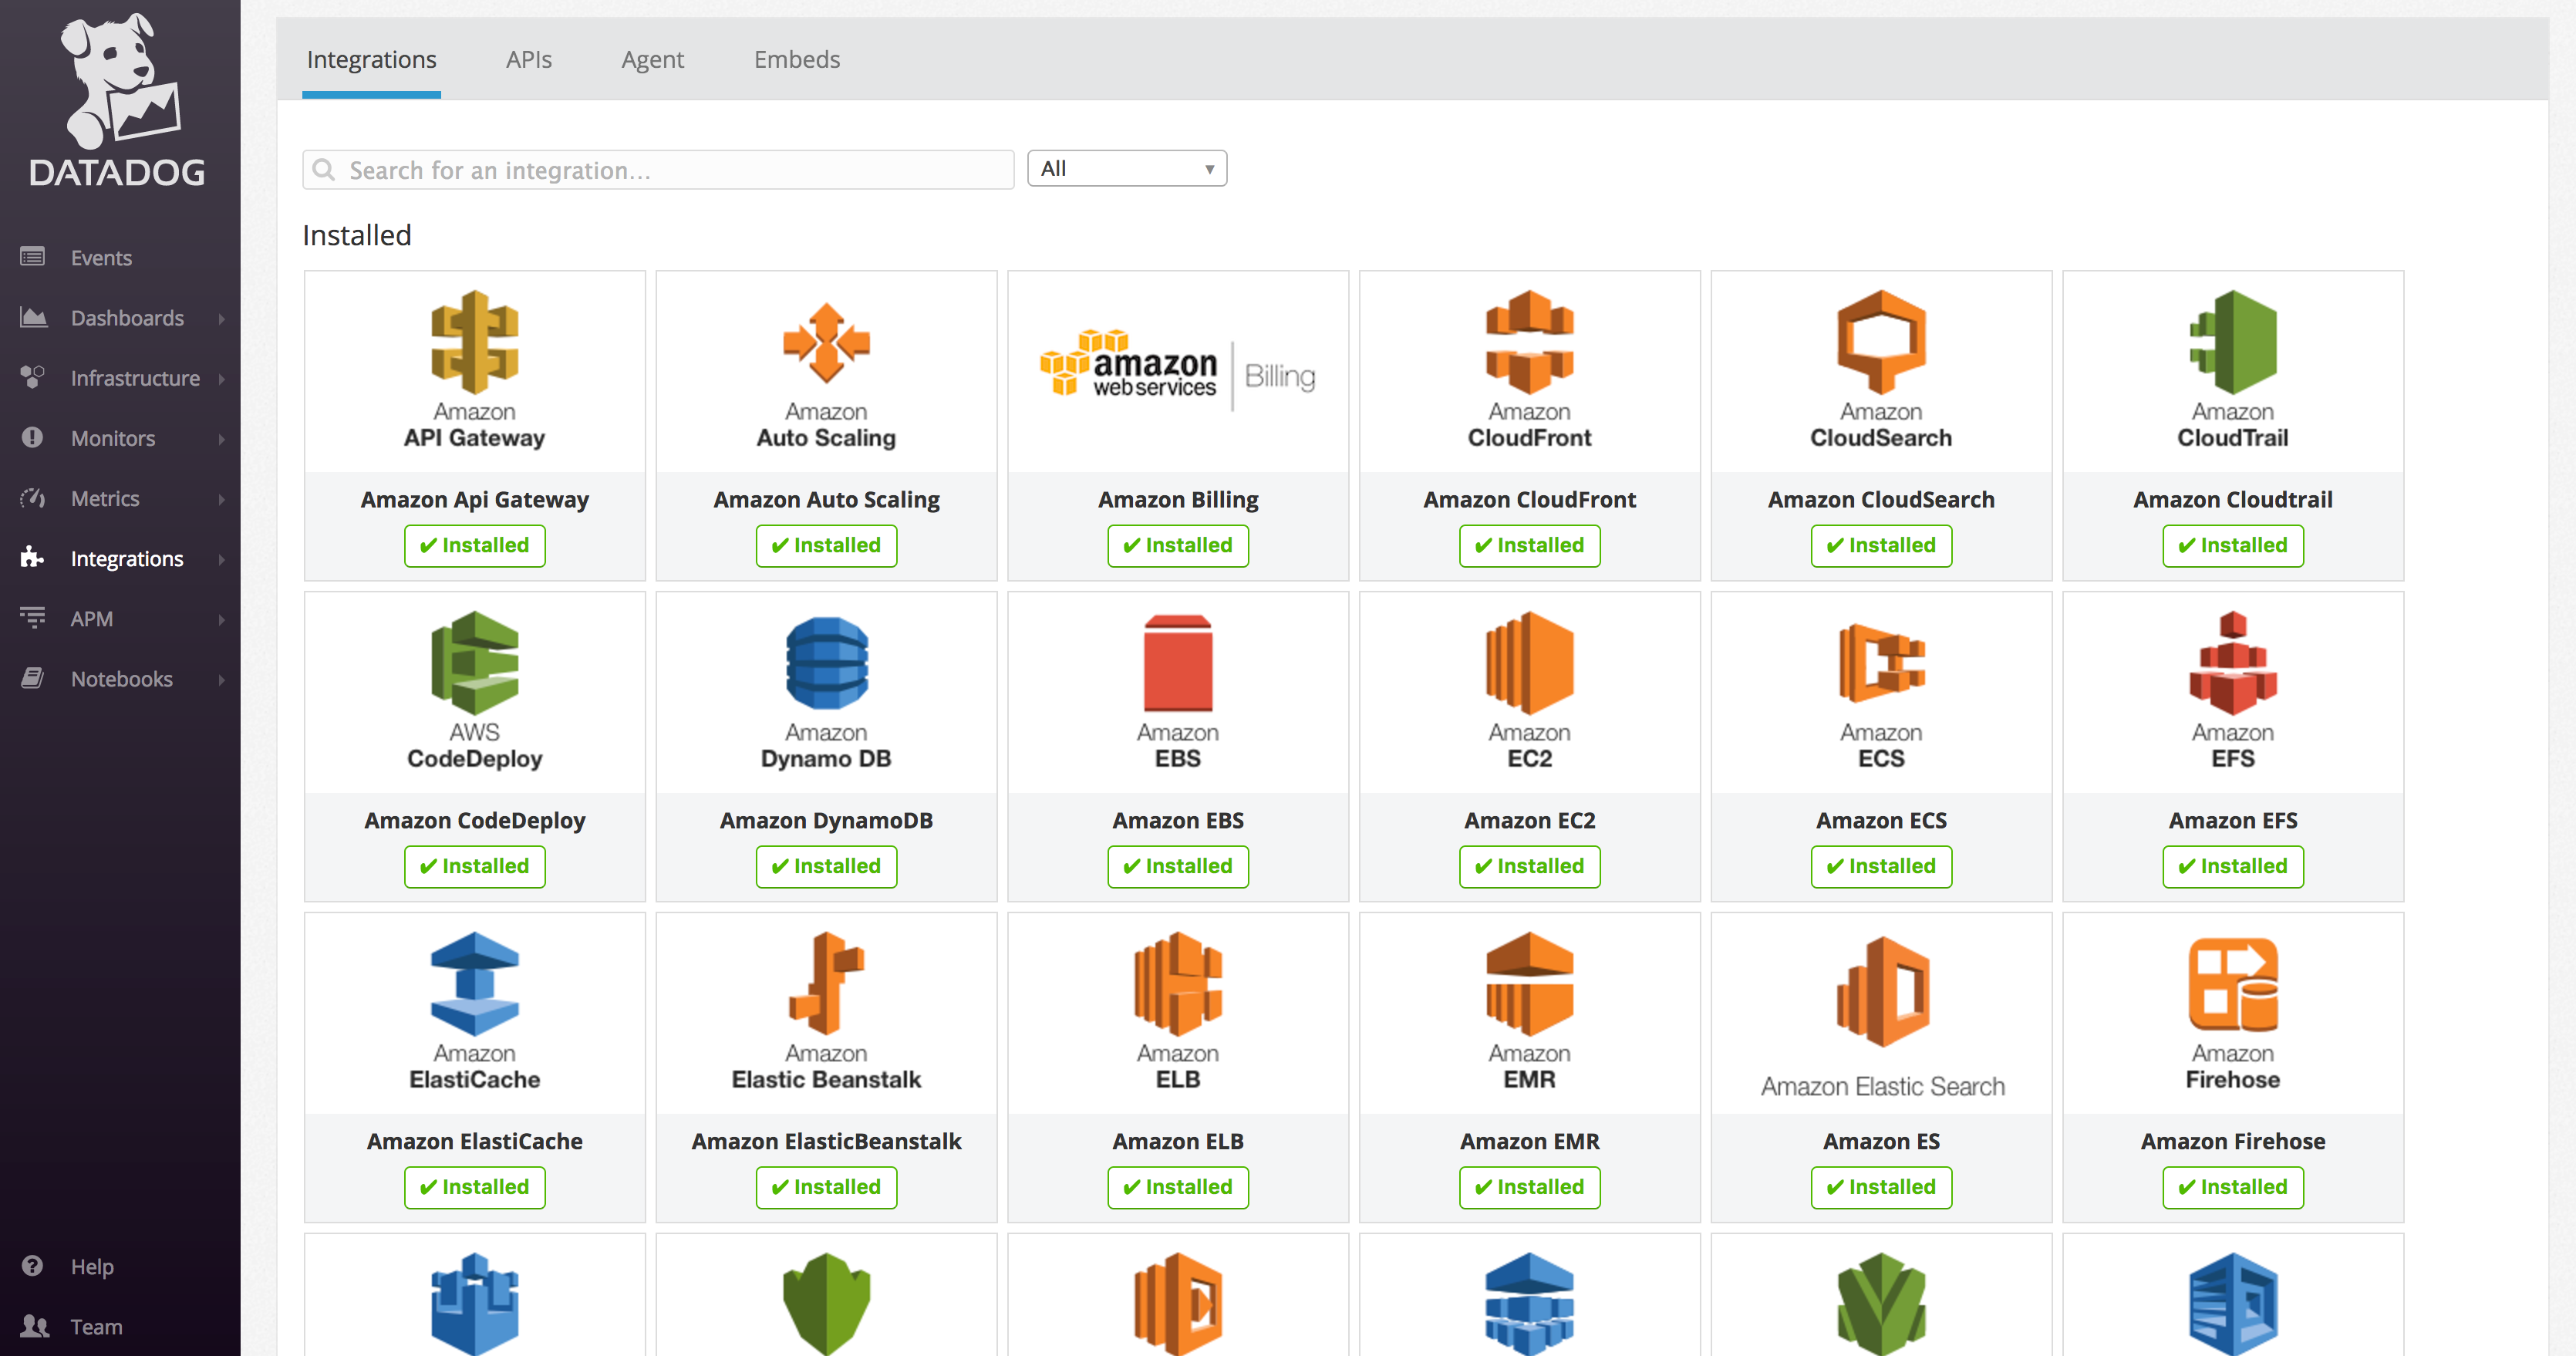 DATADOG
Events
Dashboards
Infrastructure
Monitors
Metrics
Integrations
APM
Notebooks
Help
Team
Integrations APIs Agent Embeds
Search for an integration...
All
Installed
Amazon
API Gateway
Amazon Api Gateway
✔ Installed
Amazon
Auto Scaling
Amazon Auto Scaling
✔ Installed
amazon
web services
Billing
Amazon Billing
✔ Installed
Amazon
CloudFront
Amazon CloudFront
✔ Installed
Amazon
CloudSearch
Amazon CloudSearch
✔ Installed
Amazon
CloudTrail
Amazon Cloudtrail
✔ Installed
AWS
CodeDeploy
Amazon CodeDeploy
✔ Installed
Amazon
Dynamo DB
Amazon DynamoDB
✔ Installed
Amazon
EBS
Amazon EBS
✔ Installed
Amazon
EC2
Amazon EC2
✔ Installed
Amazon
ECS
Amazon ECS
✔ Installed
Amazon
EFS
Amazon EFS
✔ Installed
Amazon
ElastiCache
Amazon ElastiCache
✔ Installed
Amazon
Elastic Beanstalk
Amazon ElasticBeanstalk
✔ Installed
Amazon
ELB
Amazon ELB
✔ Installed
Amazon
EMR
Amazon EMR
✔ Installed
Amazon Elastic Search
Amazon ES
✔ Installed
Amazon
Firehose
Amazon Firehose
✔ Installed